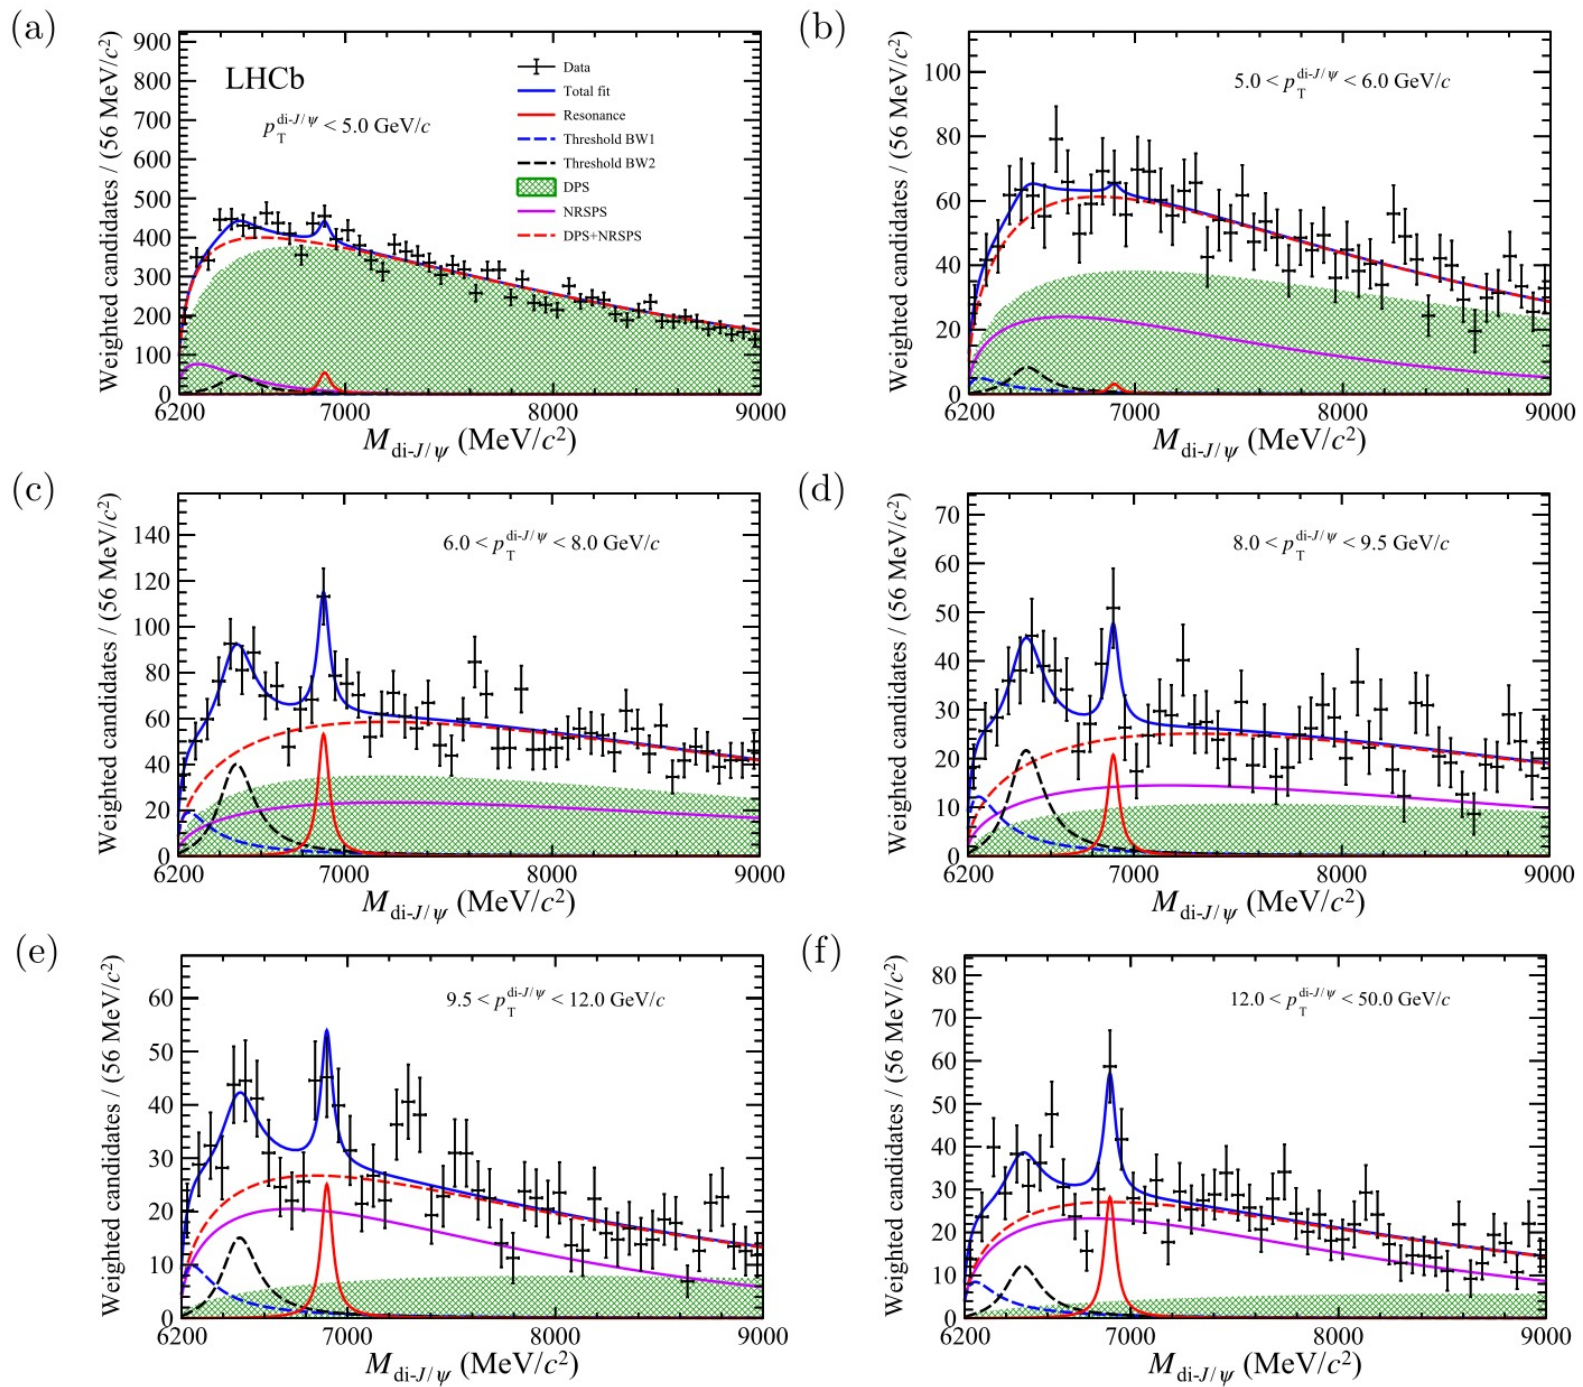 (a)
Weighted candidates / (56 MeV/c²)
900
800
700
600
500
400
300
200
100
0
LHCb
p_T^{di-J/ψ} < 5.0 GeV/c
Data
Total fit
Resonance
Threshold BW1
Threshold BW2
DPS
NRSPS
DPS+NRSPS
6200 7000 8000 9000
M_{di-J/ψ} (MeV/c²)
(b)
Weighted candidates / (56 MeV/c²)
100
80
60
40
20
0
5.0 < p_T^{di-J/ψ} < 6.0 GeV/c
6200 7000 8000 9000
M_{di-J/ψ} (MeV/c²)
(c)
Weighted candidates / (56 MeV/c²)
140
120
100
80
60
40
20
0
6.0 < p_T^{di-J/ψ} < 8.0 GeV/c
6200 7000 8000 9000
M_{di-J/ψ} (MeV/c²)
(d)
Weighted candidates / (56 MeV/c²)
70
60
50
40
30
20
10
0
8.0 < p_T^{di-J/ψ} < 9.5 GeV/c
6200 7000 8000 9000
M_{di-J/ψ} (MeV/c²)
(e)
Weighted candidates / (56 MeV/c²)
60
50
40
30
20
10
0
9.5 < p_T^{di-J/ψ} < 12.0 GeV/c
6200 7000 8000 9000
M_{di-J/ψ} (MeV/c²)
(f)
Weighted candidates / (56 MeV/c²)
80
70
60
50
40
30
20
10
0
12.0 < p_T^{di-J/ψ} < 50.0 GeV/c
6200 7000 8000 9000
M_{di-J/ψ} (MeV/c²)